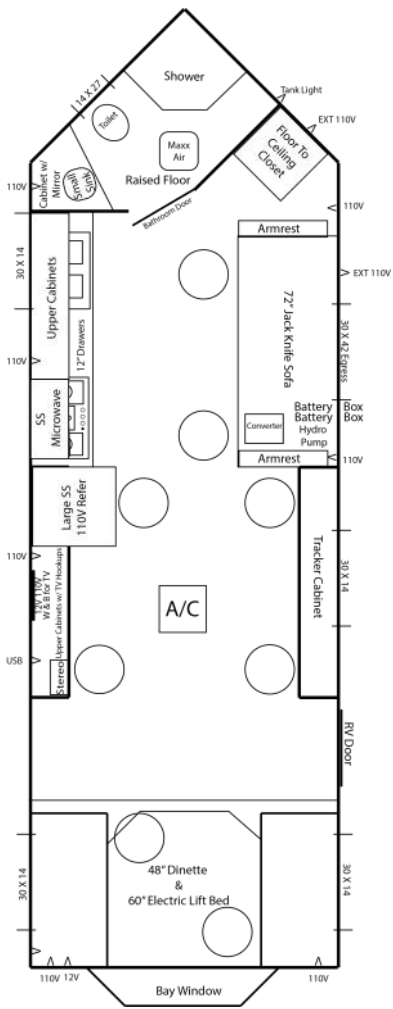 Shower
14 X 27
Toilet
Tank Light
EXT 110V
Maxx
Air
Floor To
Ceiling
Closet
Cabinet w/
Mirror
Small
Sink
Raised Floor
110V
Bathroom Door
110V
30 X 14
Upper Cabinets
12" Drawers
Armrest
EXT 110V
72" Jack Knife Sofa
30 X 42 Egress
110V
SS
Microwave
Battery Box
Battery Box
Hydro
Pump
Converter
Armrest
110V
Large SS
110V Refer
110V
12V 110V
W & B for TV
Upper Cabinets w/ TV Hookups
Tracker Cabinet
30 X 14
A/C
USB
Stereo
RV Door
48" Dinette
&
60" Electric Lift Bed
30 X 14
30 X 14
110V
12V
110V
Bay Window